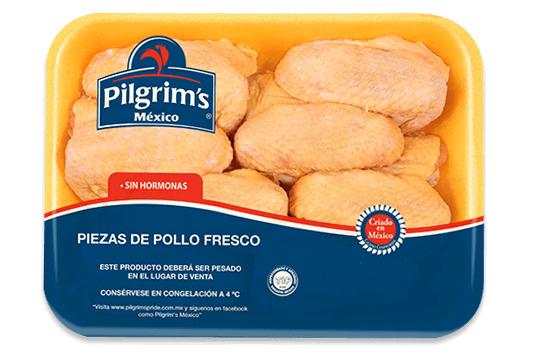 Pilgrim's
México
®
• SIN HORMONAS
Criado
en
México
PIEZAS DE POLLO FRESCO
ESTE PRODUCTO DEBERÁ SER PESADO
EN EL LUGAR DE VENTA
CONSÉRVESE EN CONGELACIÓN A 4 °C
"Visita www.pilgrimspride.com.mx y síguenos en facebook
como Pilgrim's México"
TIF